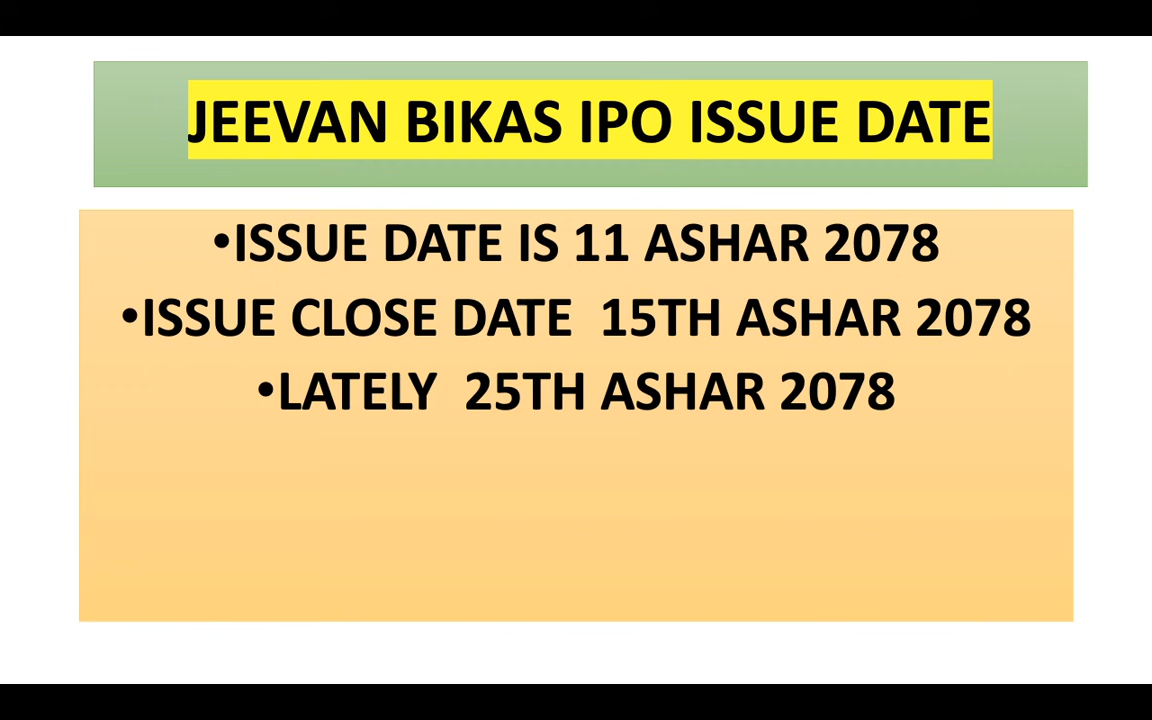 JEEVAN BIKAS IPO ISSUE DATE
•ISSUE DATE IS 11 ASHAR 2078
•ISSUE CLOSE DATE  15TH ASHAR 2078
•LATELY  25TH ASHAR 2078